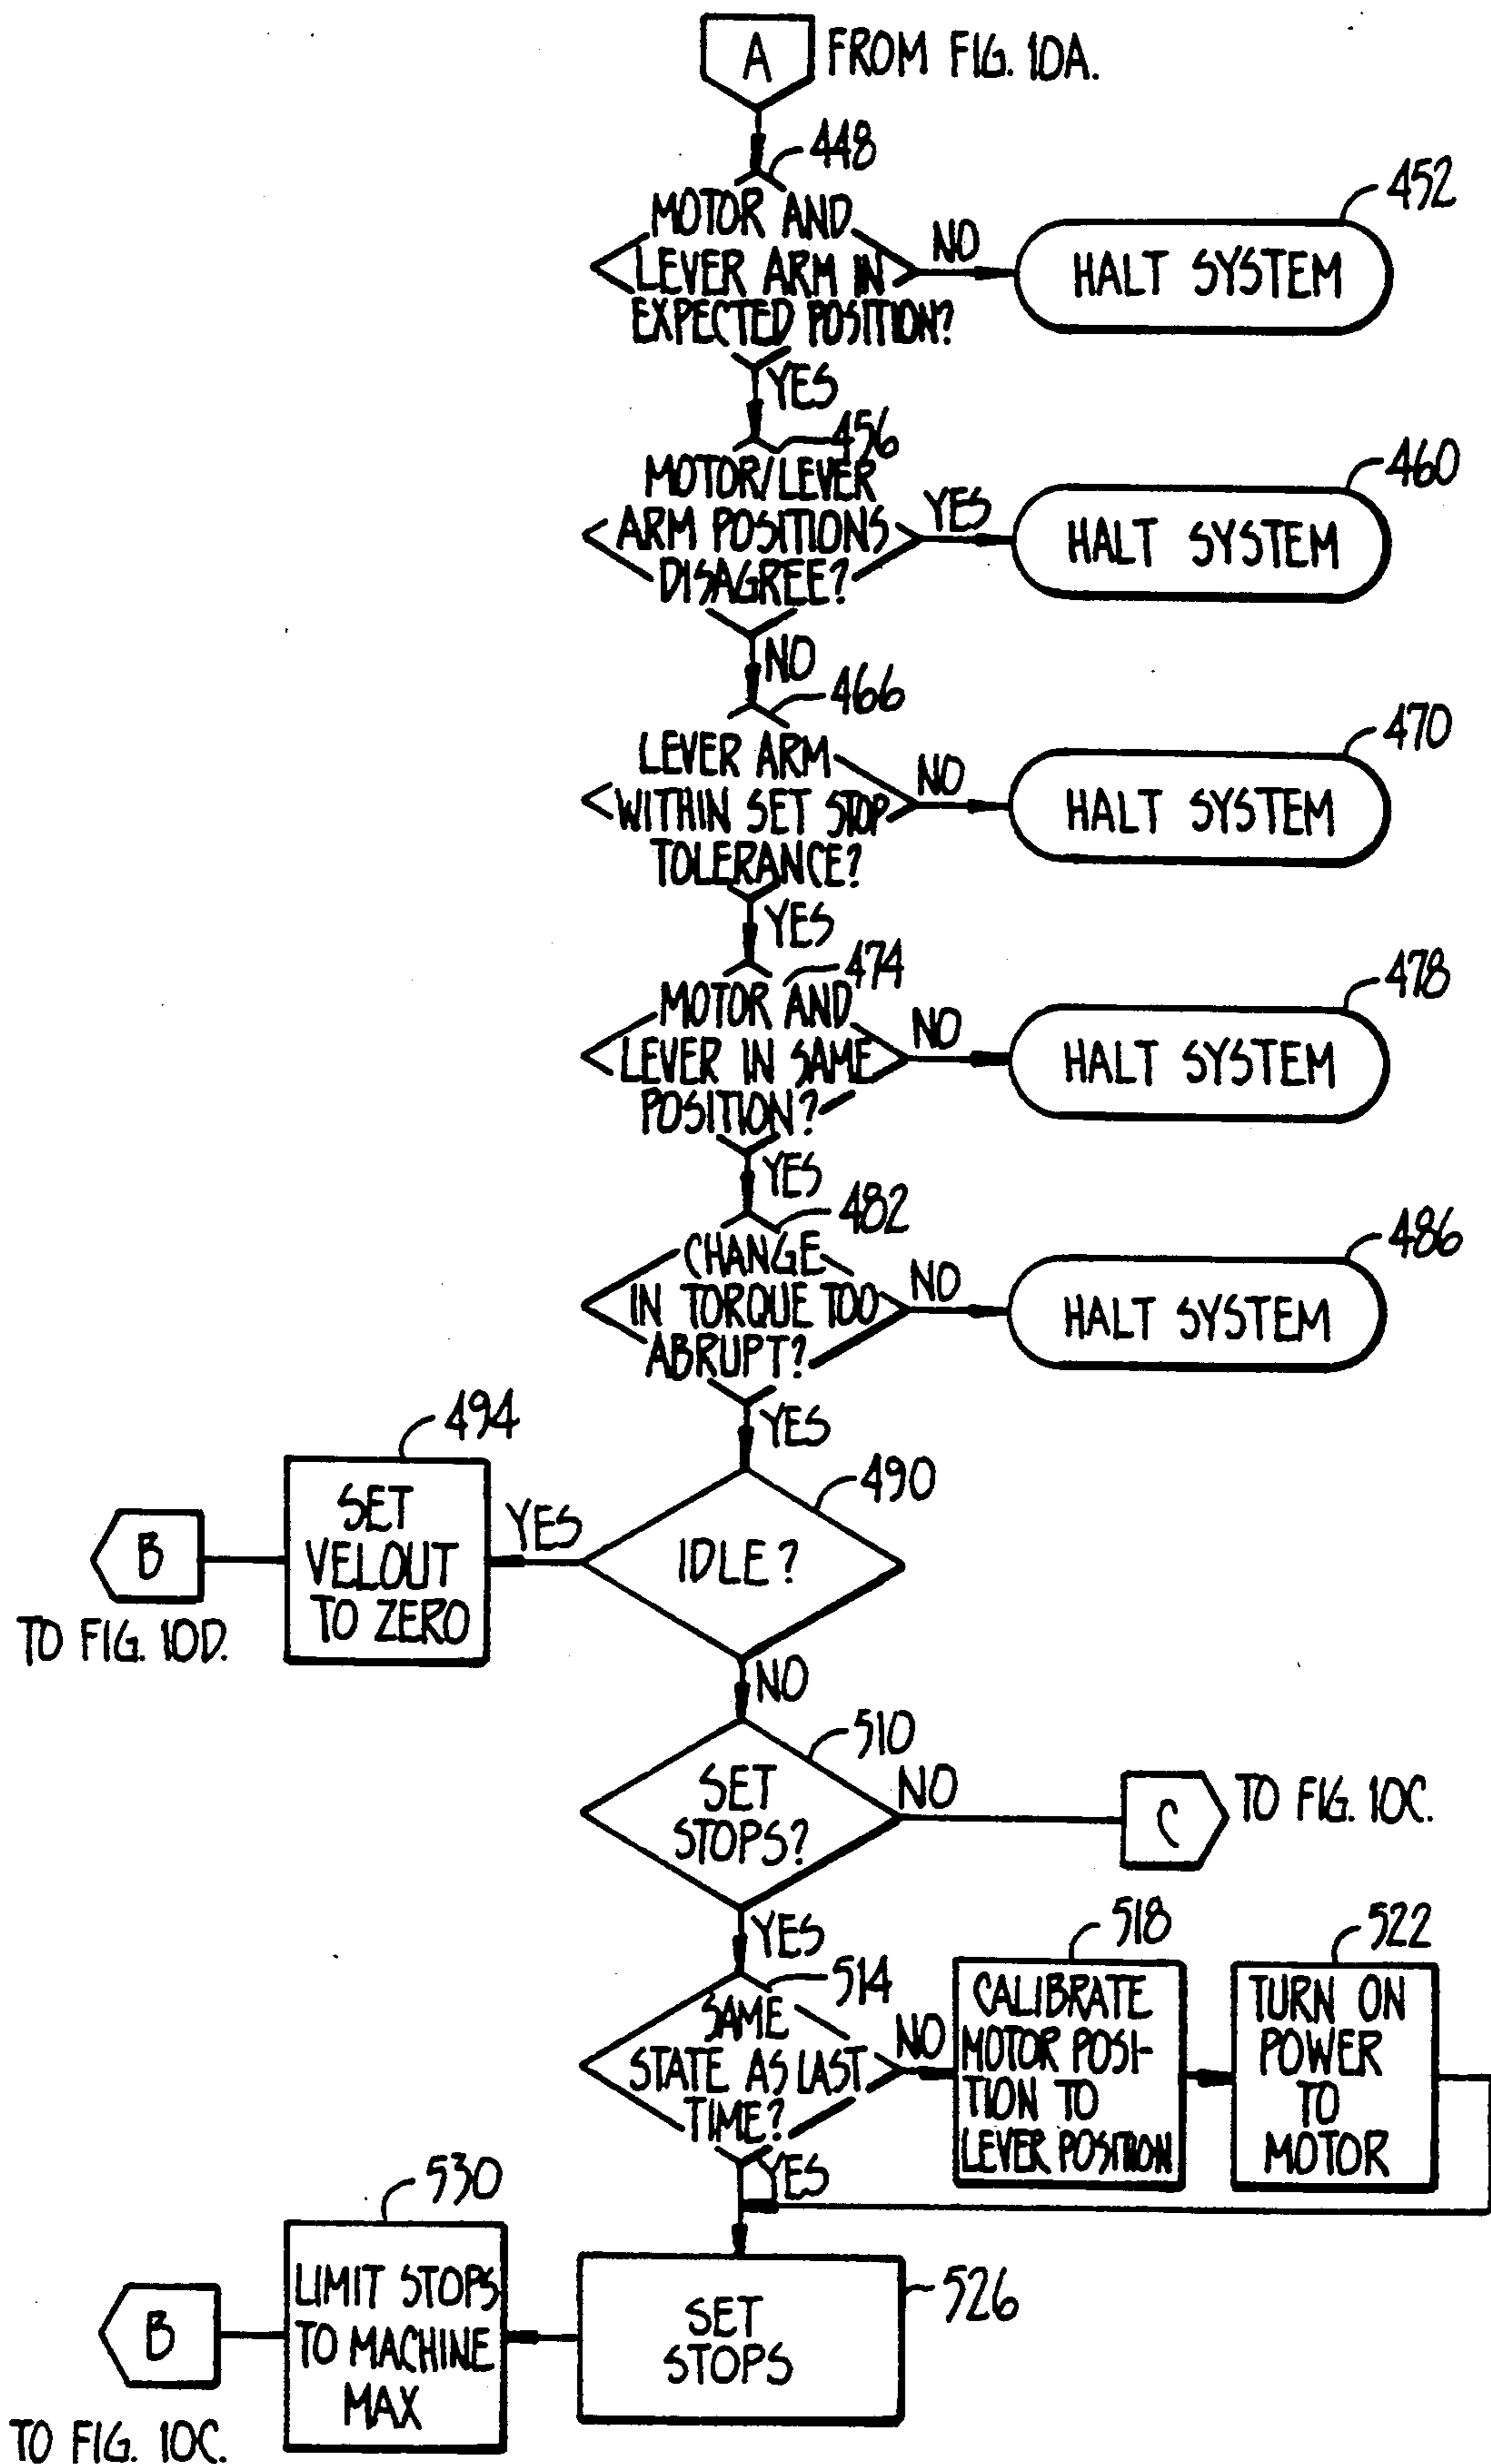 A FROM FIG. 10A.
448
MOTOR AND
LEVER ARM IN
EXPECTED POSITION?
NO
452
HALT SYSTEM
YES
456
MOTOR/LEVER
ARM POSITIONS
DISAGREE?
YES
460
HALT SYSTEM
NO
466
LEVER ARM
WITHIN SET STOP
TOLERANCE?
NO
470
HALT SYSTEM
YES
474
MOTOR AND
LEVER IN SAME
POSITION?
NO
478
HALT SYSTEM
YES
482
CHANGE
IN TORQUE TOO
ABRUPT?
NO
486
HALT SYSTEM
YES
490
IDLE?
YES
494
SET
VELOUT
TO ZERO
B
TO FIG. 10D.
NO
510
SET
STOPS?
NO
C TO FIG. 10C.
YES
514
SAME
STATE AS LAST
TIME?
NO
518
CALIBRATE
MOTOR POSI-
TION TO
LEVER POSITION
522
TURN ON
POWER
TO
MOTOR
YES
526
SET
STOPS
530
LIMIT STOPS
TO MACHINE
MAX
B
TO FIG. 10C.